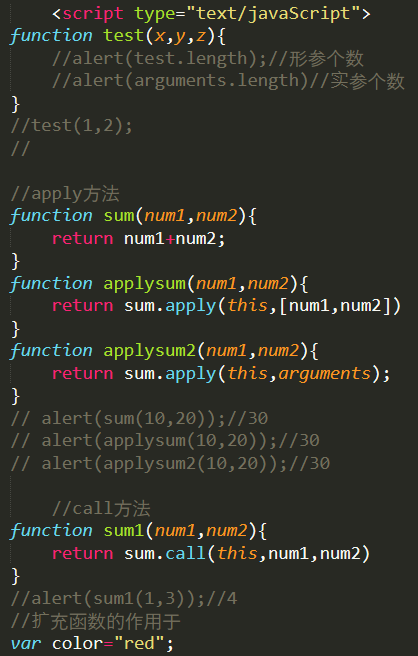 <script type="text/javaScript">
function test(x,y,z){
    //alert(test.length);//形参个数
    //alert(arguments.length)//实参个数
}
//test(1,2);
//

//apply方法
function sum(num1,num2){
    return num1+num2;
}
function applysum(num1,num2){
    return sum.apply(this,[num1,num2])
}
function applysum2(num1,num2){
    return sum.apply(this,arguments);
}
// alert(sum(10,20));//30
// alert(applysum(10,20));//30
// alert(applysum2(10,20));//30

    //call方法
function sum1(num1,num2){
    return sum.call(this,num1,num2)
}
//alert(sum1(1,3));//4
//扩充函数的作用于
var color="red";